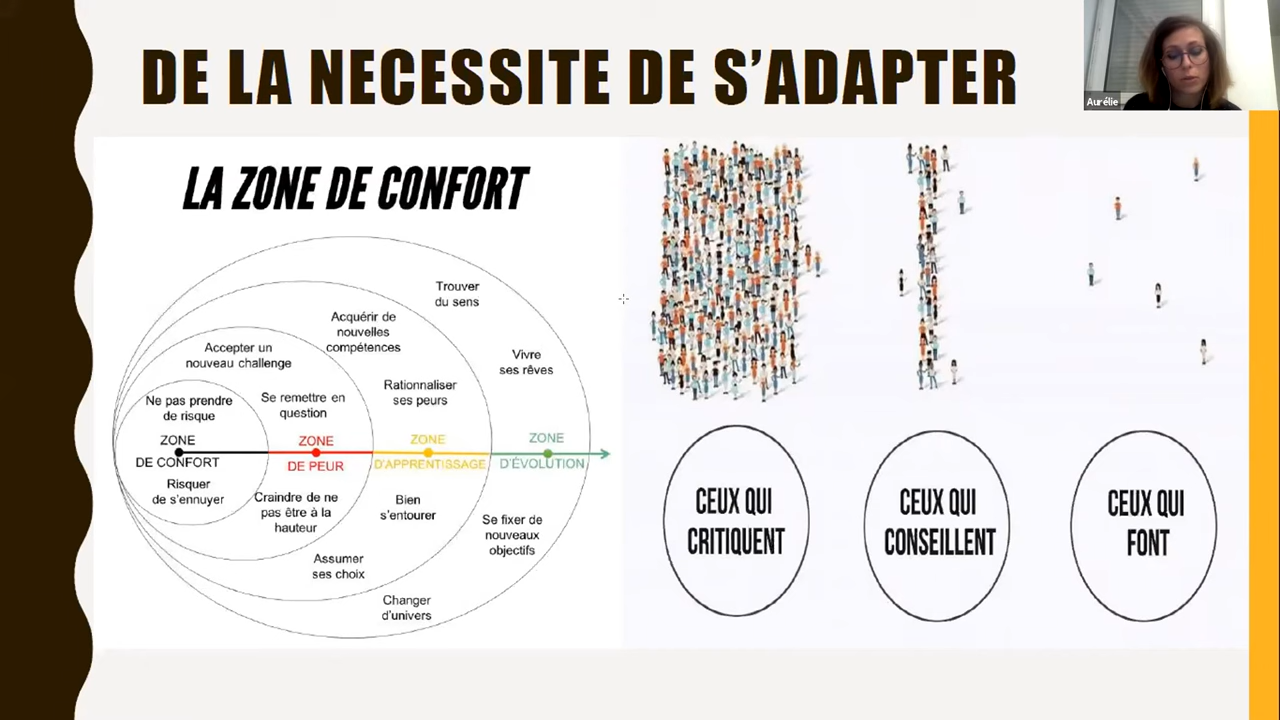 DE LA NECESSITE DE S’ADAPTER
Aurélie
LA ZONE DE CONFORT
Trouver
du sens
Acquérir de
nouvelles
compétences
Accepter un
nouveau challenge
Vivre
ses rêves
Rationnaliser
ses peurs
Ne pas prendre
de risque
Se remettre en
question
ZONE
DE CONFORT
ZONE
DE PEUR
ZONE
D'APPRENTISSAGE
ZONE
D'ÉVOLUTION
Risquer
de s'ennuyer
Craindre de ne
pas être à la
hauteur
Bien
s'entourer
Se fixer de
nouveaux
objectifs
Assumer
ses choix
Changer
d'univers
CEUX QUI
CRITIQUENT
CEUX QUI
CONSEILLENT
CEUX QUI
FONT